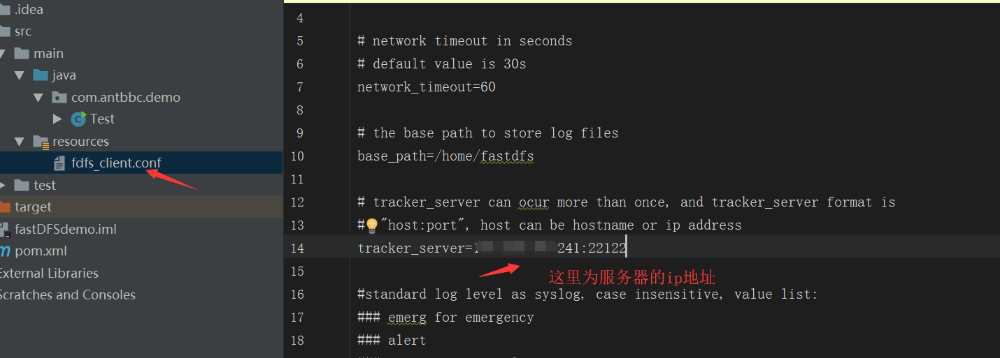 .idea
src
main
java
com.antbbc.demo
Test
resources
fdfs_client.conf
test
target
fastDFSdemo.iml
pom.xml
External Libraries
Scratches and Consoles
4
5 # network timeout in seconds
6 # default value is 30s
7 network_timeout=60
8
9 # the base path to store log files
10 base_path=/home/fastdfs
11
12 # tracker_server can ocur more than once, and tracker_server format is
13 # "host:port", host can be hostname or ip address
14 tracker_server=1 241:22122
15
这里为服务器的ip地址
16 #standard log level as syslog, case insensitive, value list:
17 ### emerg for emergency
18 ### alert